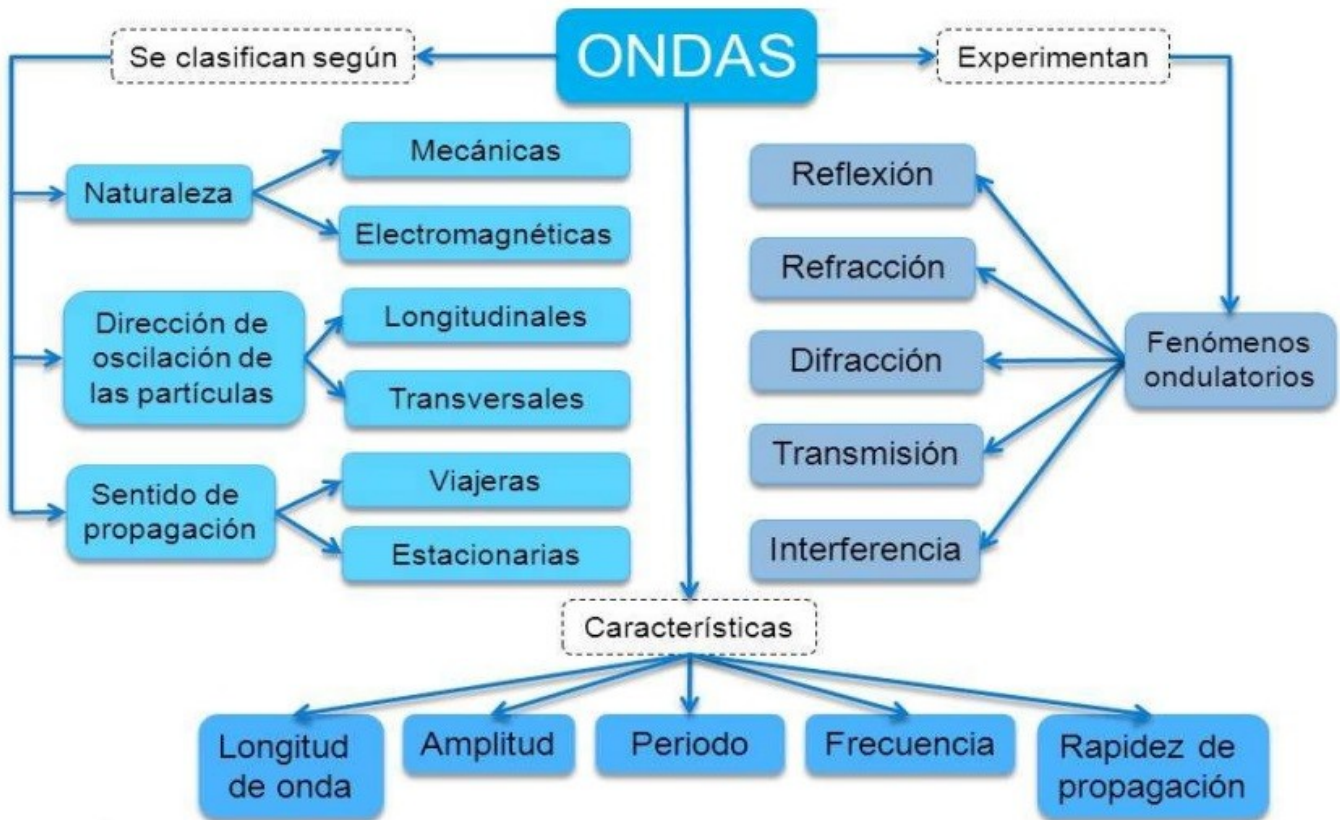 ONDAS
Se clasifican según
Experimentan
Naturaleza
Mecánicas
Electromagnéticas
Dirección de
oscilación de
las partículas
Longitudinales
Transversales
Sentido de
propagación
Viajeras
Estacionarias
Reflexión
Refracción
Difracción
Transmisión
Interferencia
Fenómenos
ondulatorios
Características
Longitud
de onda
Amplitud
Periodo
Frecuencia
Rapidez de
propagación